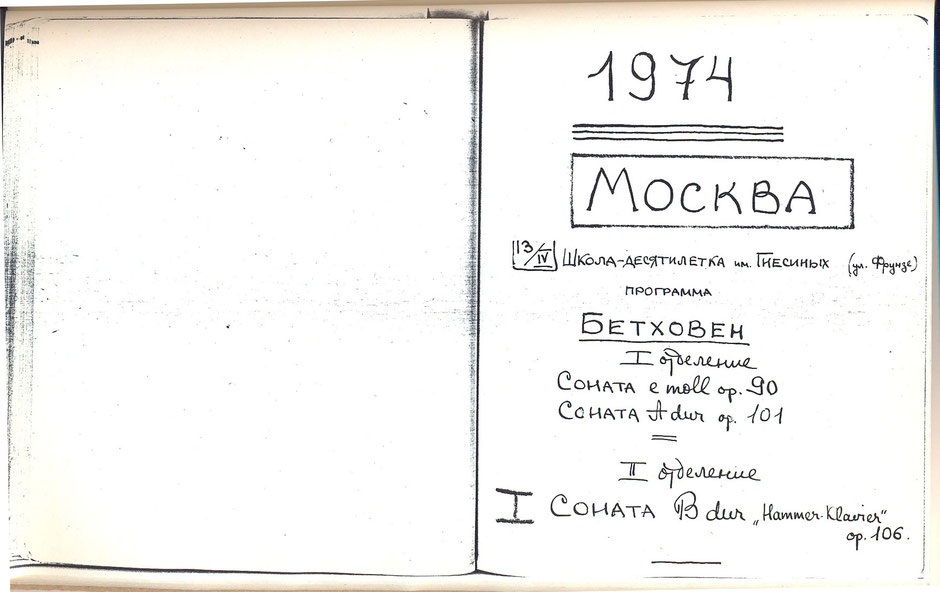 1974
МОСКВА
13/IV ШКОЛА-ДЕСЯТИЛЕТКА им. ГНЕСИНЫХ (ул. Фрунзе)
ПРОГРАММА
БЕТХОВЕН
I отделение
СОНАТА e moll op. 90
СОНАТА A dur op. 101
II отделение
I СОНАТА B dur „Hammer-Klavier"
op. 106.